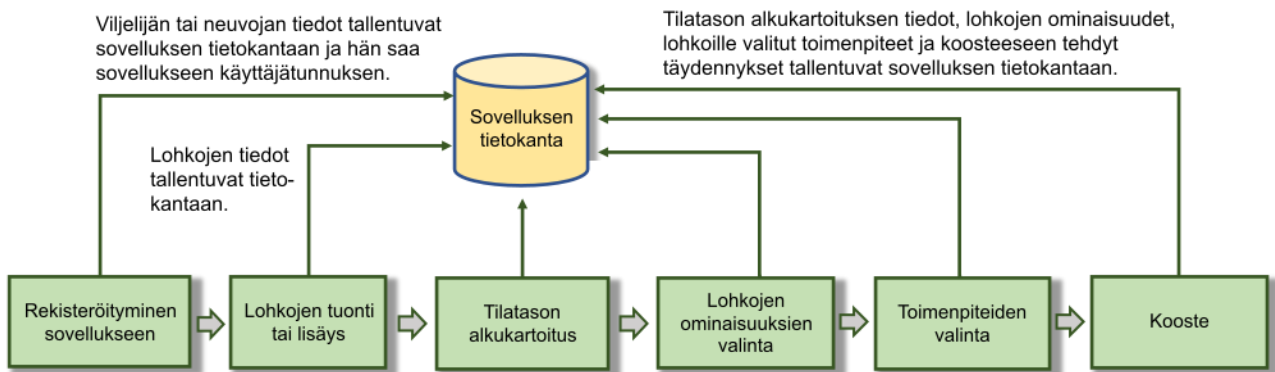 Viljelijän tai neuvojan tiedot tallentuvat
sovelluksen tietokantaan ja hän saa
sovellukseen käyttäjätunnuksen.
Tilatason alkukartoituksen tiedot, lohkojen ominaisuudet,
lohkoille valitut toimenpiteet ja koosteeseen tehdyt
täydennykset tallentuvat sovelluksen tietokantaan.
Sovelluksen
tietokanta
Lohkojen tiedot
tallentuvat tieto-
kantaan.
Rekisteröityminen
sovellukseen
Lohkojen tuonti
tai lisäys
Tilatason
alkukartoitus
Lohkojen
ominaisuuksien
valinta
Toimenpiteiden
valinta
Kooste